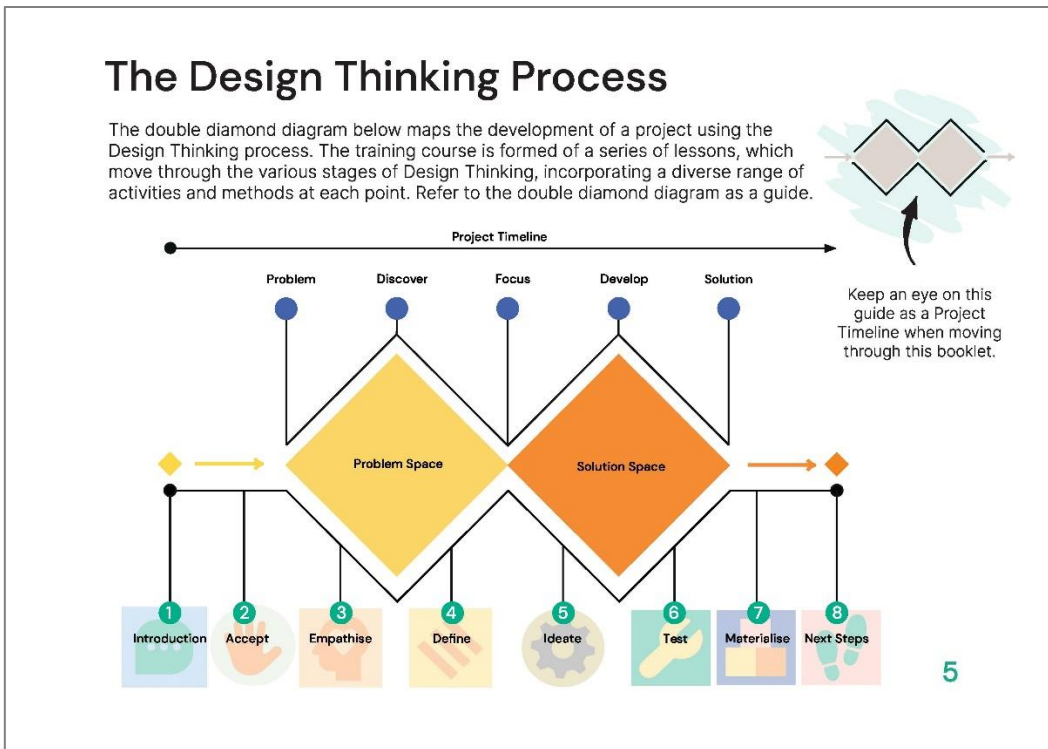 The Design Thinking Process
The double diamond diagram below maps the development of a project using the
Design Thinking process. The training course is formed of a series of lessons, which
move through the various stages of Design Thinking, incorporating a diverse range of
activities and methods at each point. Refer to the double diamond diagram as a guide.
Keep an eye on this
guide as a Project
Timeline when moving
through this booklet.
Project Timeline
Problem Discover Focus Develop Solution
Problem Space Solution Space
1 2 3 4 5 6 7 8
Introduction Accept Empathise Define Ideate Test Materialise Next Steps
5